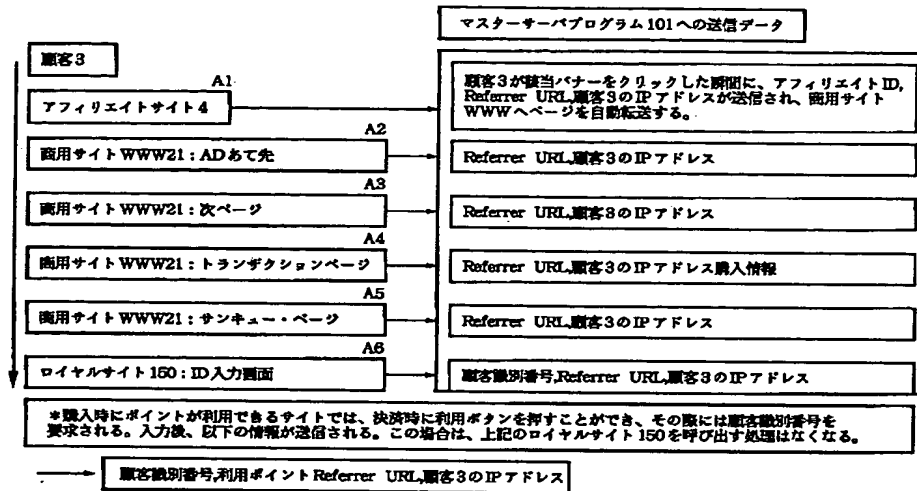 マスターサーバプログラム101への送信データ
顧客3
A1
アフィリエイトサイト4
顧客3が該当バナーをクリックした瞬間に、アフィリエイトID,
Referrer URL,顧客3のIPアドレスが送信され、商用サイト
WWWへページを自動転送する。
A2
商用サイトWWW21：ADあて先
Referrer URL,顧客3のIPアドレス
A3
商用サイトWWW21：次ページ
Referrer URL,顧客3のIPアドレス
A4
商用サイトWWW21：トランザクションページ
Referrer URL,顧客3のIPアドレス購入情報
A5
商用サイトWWW21：サンキュー・ページ
Referrer URL,顧客3のIPアドレス
A6
ロイヤルサイト150：ID入力画面
顧客識別番号,Referrer URL,顧客3のIPアドレス
＊購入時にポイントが利用できるサイトでは、決済時に利用ボタンを押すことができ、その際には顧客識別番号を
要求される。入力後、以下の情報が送信される。この場合は、上記のロイヤルサイト150を呼び出す処理はなくなる。
顧客識別番号,利用ポイントReferrer URL,顧客3のIPアドレス